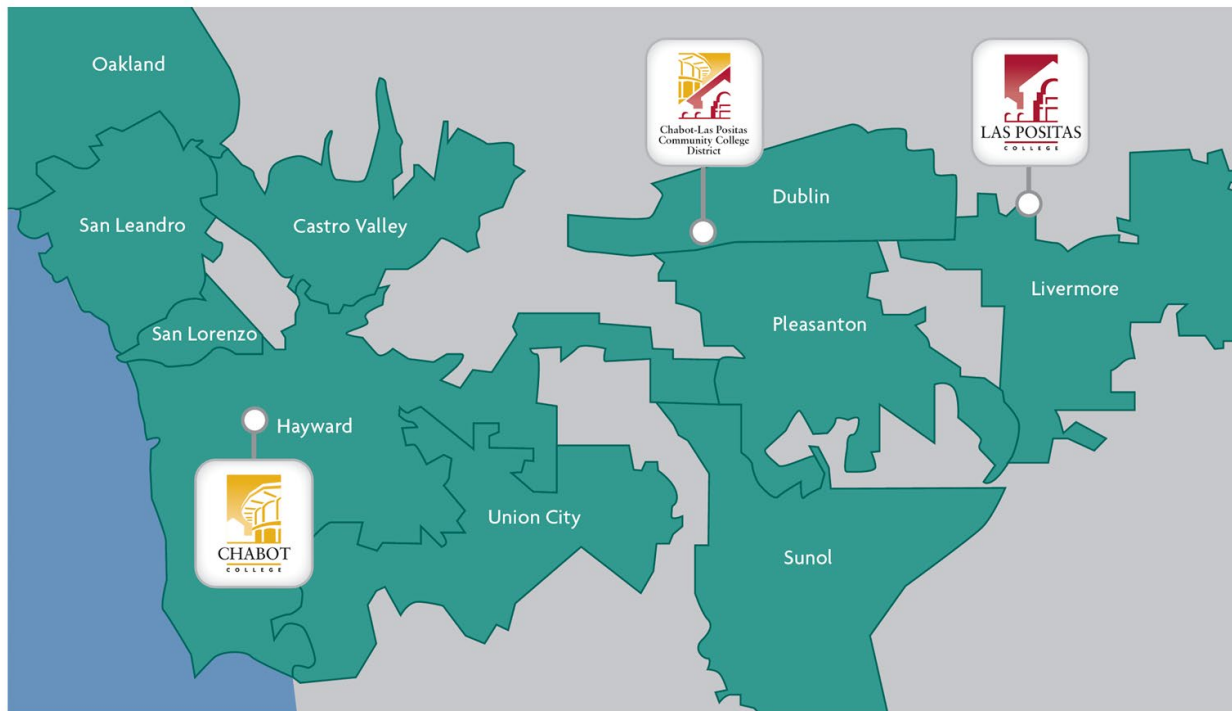 Oakland
Chabot-Las Positas
Community College
District
LAS POSITAS
COLLEGE
San Leandro
Castro Valley
Dublin
Livermore
San Lorenzo
Pleasanton
Hayward
CHABOT
COLLEGE
Union City
Sunol